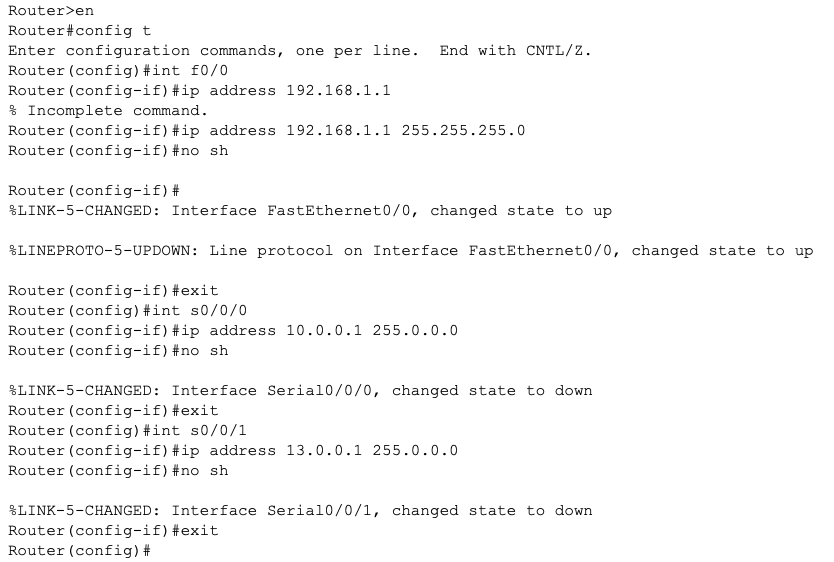 Router>en
Router#config t
Enter configuration commands, one per line.  End with CNTL/Z.
Router(config)#int f0/0
Router(config-if)#ip address 192.168.1.1
% Incomplete command.
Router(config-if)#ip address 192.168.1.1 255.255.255.0
Router(config-if)#no sh

Router(config-if)#
%LINK-5-CHANGED: Interface FastEthernet0/0, changed state to up

%LINEPROTO-5-UPDOWN: Line protocol on Interface FastEthernet0/0, changed state to up

Router(config-if)#exit
Router(config)#int s0/0/0
Router(config-if)#ip address 10.0.0.1 255.0.0.0
Router(config-if)#no sh

%LINK-5-CHANGED: Interface Serial0/0/0, changed state to down
Router(config-if)#exit
Router(config)#int s0/0/1
Router(config-if)#ip address 13.0.0.1 255.0.0.0
Router(config-if)#no sh

%LINK-5-CHANGED: Interface Serial0/0/1, changed state to down
Router(config-if)#exit
Router(config)#